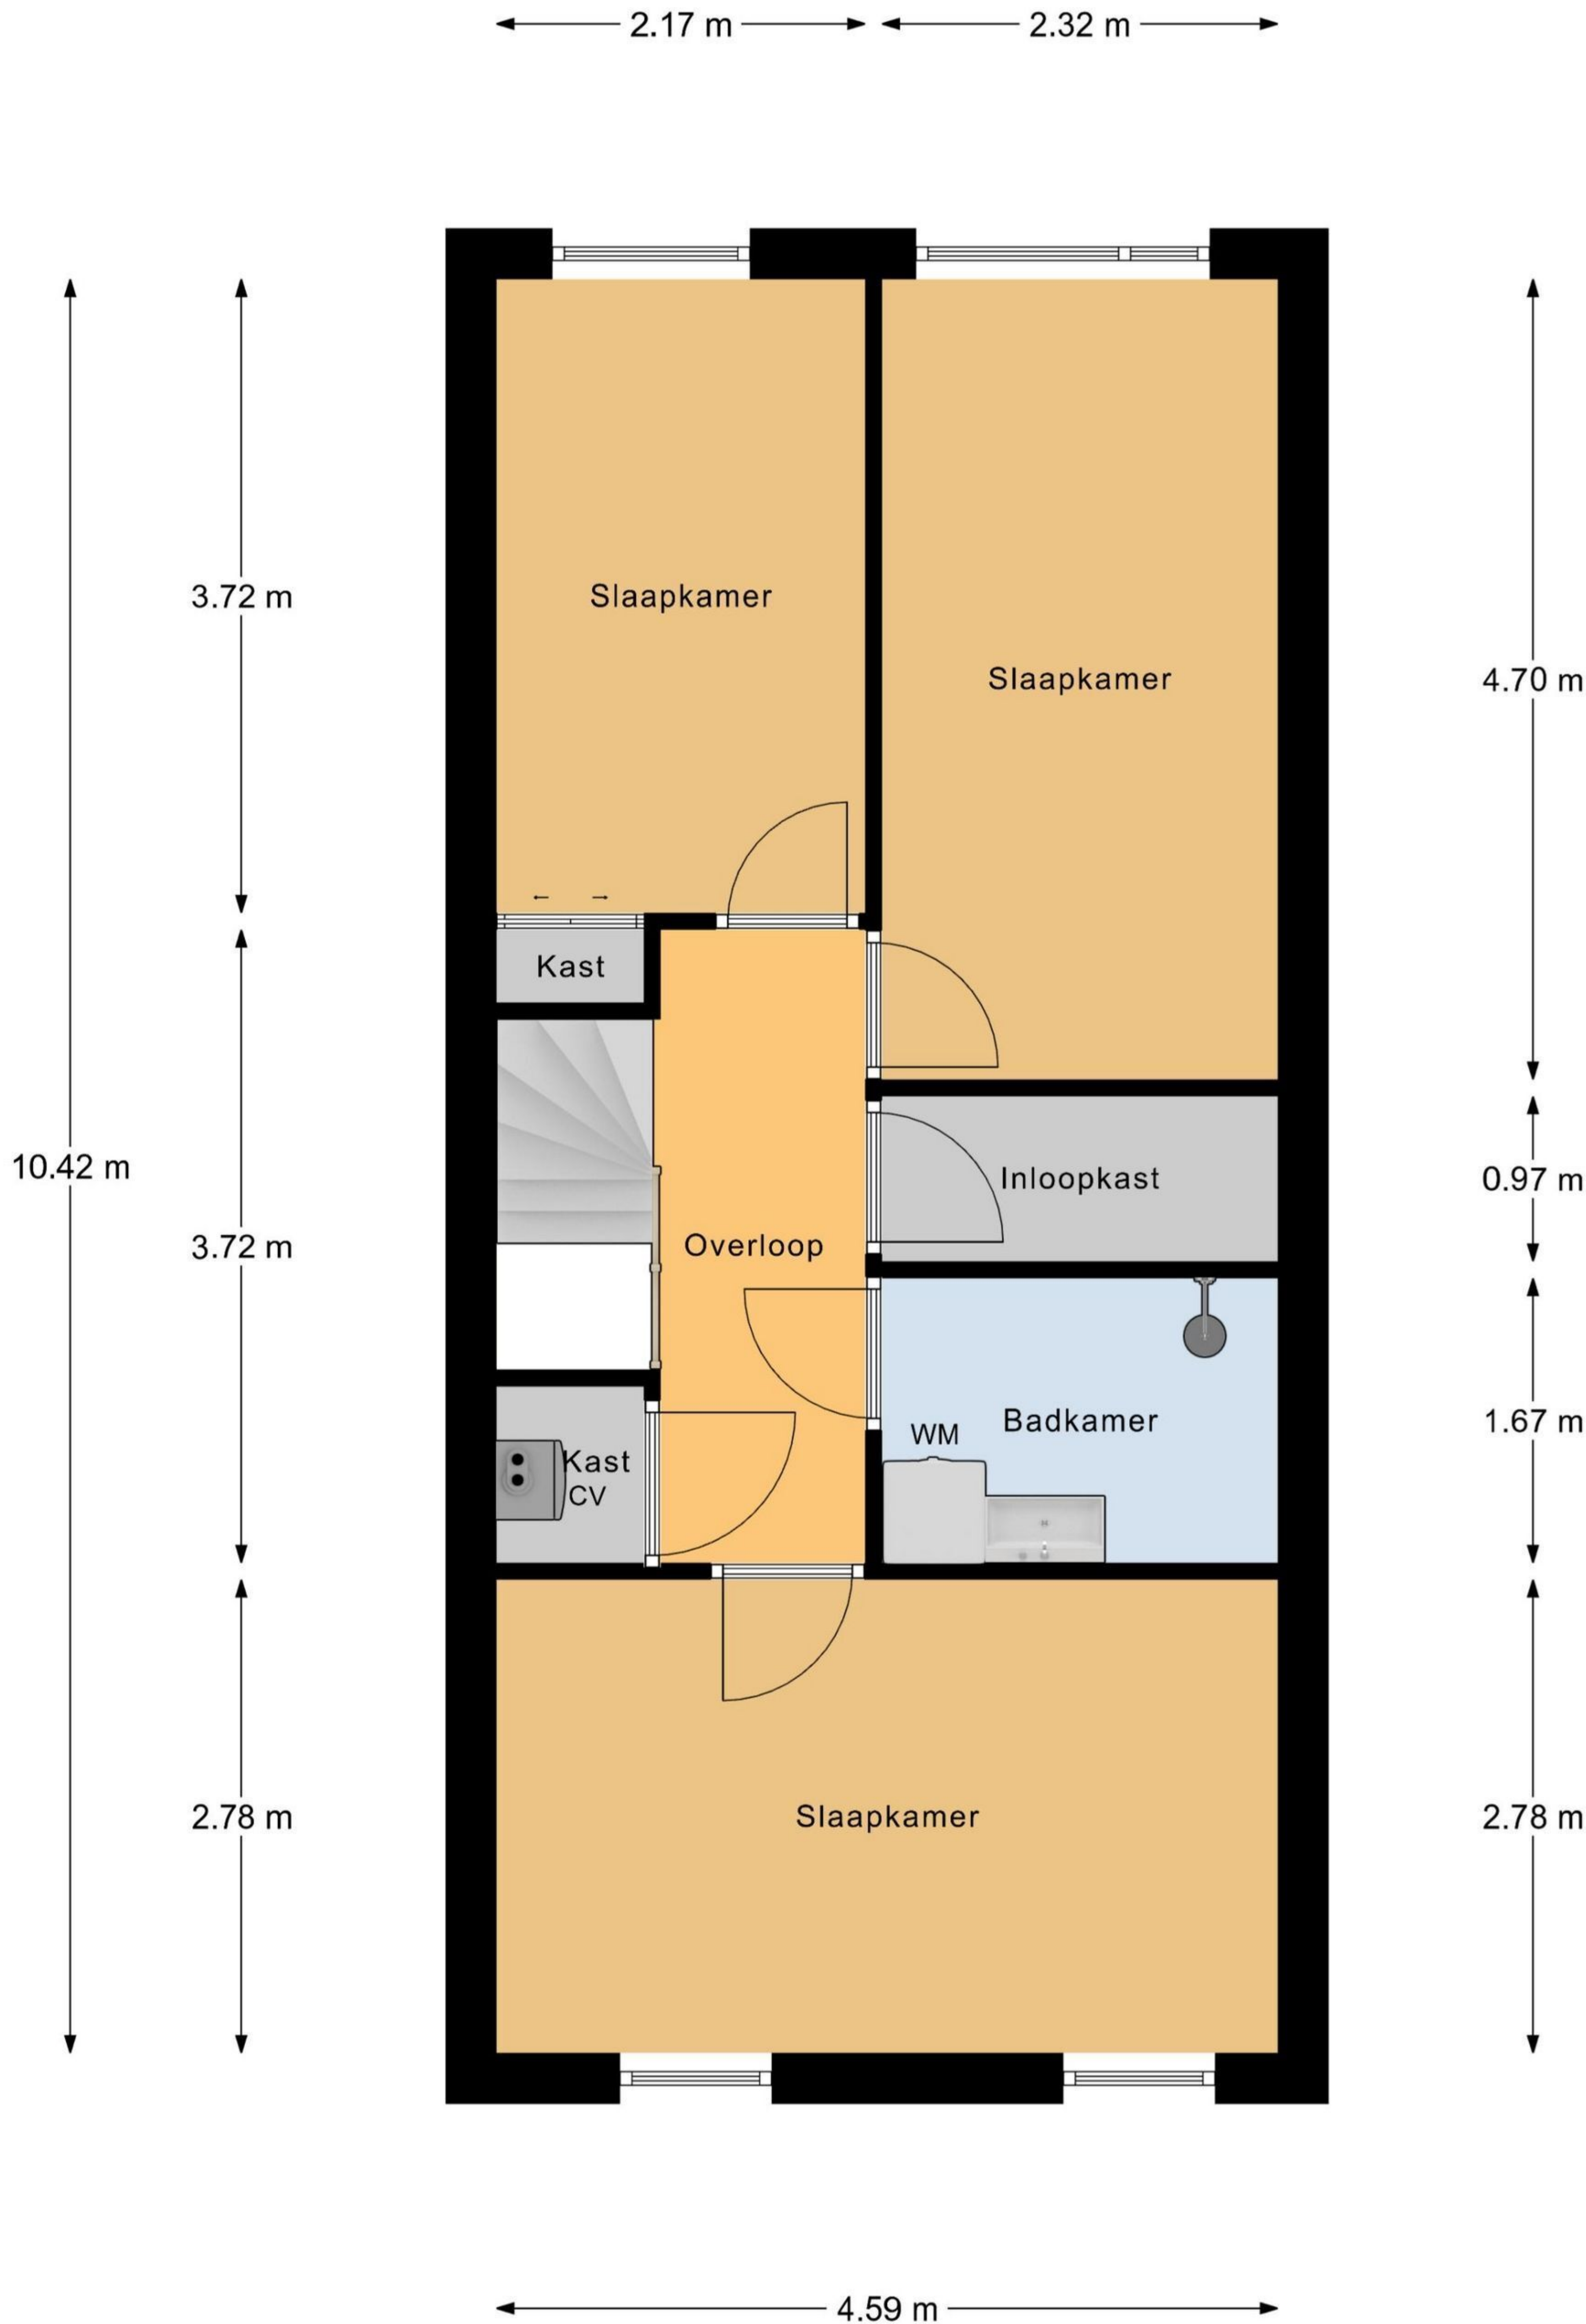 2.17 m
2.32 m
3.72 m
Slaapkamer
Slaapkamer
4.70 m
Kast
10.42 m
Inloopkast
0.97 m
3.72 m
Overloop
WM
Badkamer
1.67 m
Kast
CV
2.78 m
Slaapkamer
2.78 m
4.59 m